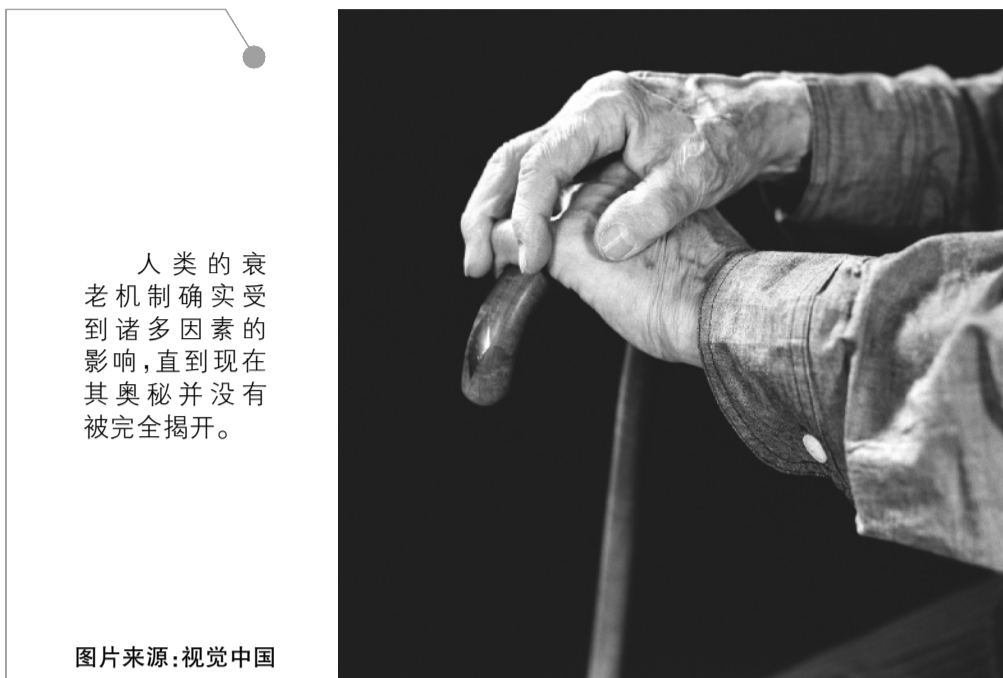 人类的衰
老机制确实受
到诸多因素的
影响，直到现在
其奥秘并没有
被完全揭开。
图片来源：视觉中国